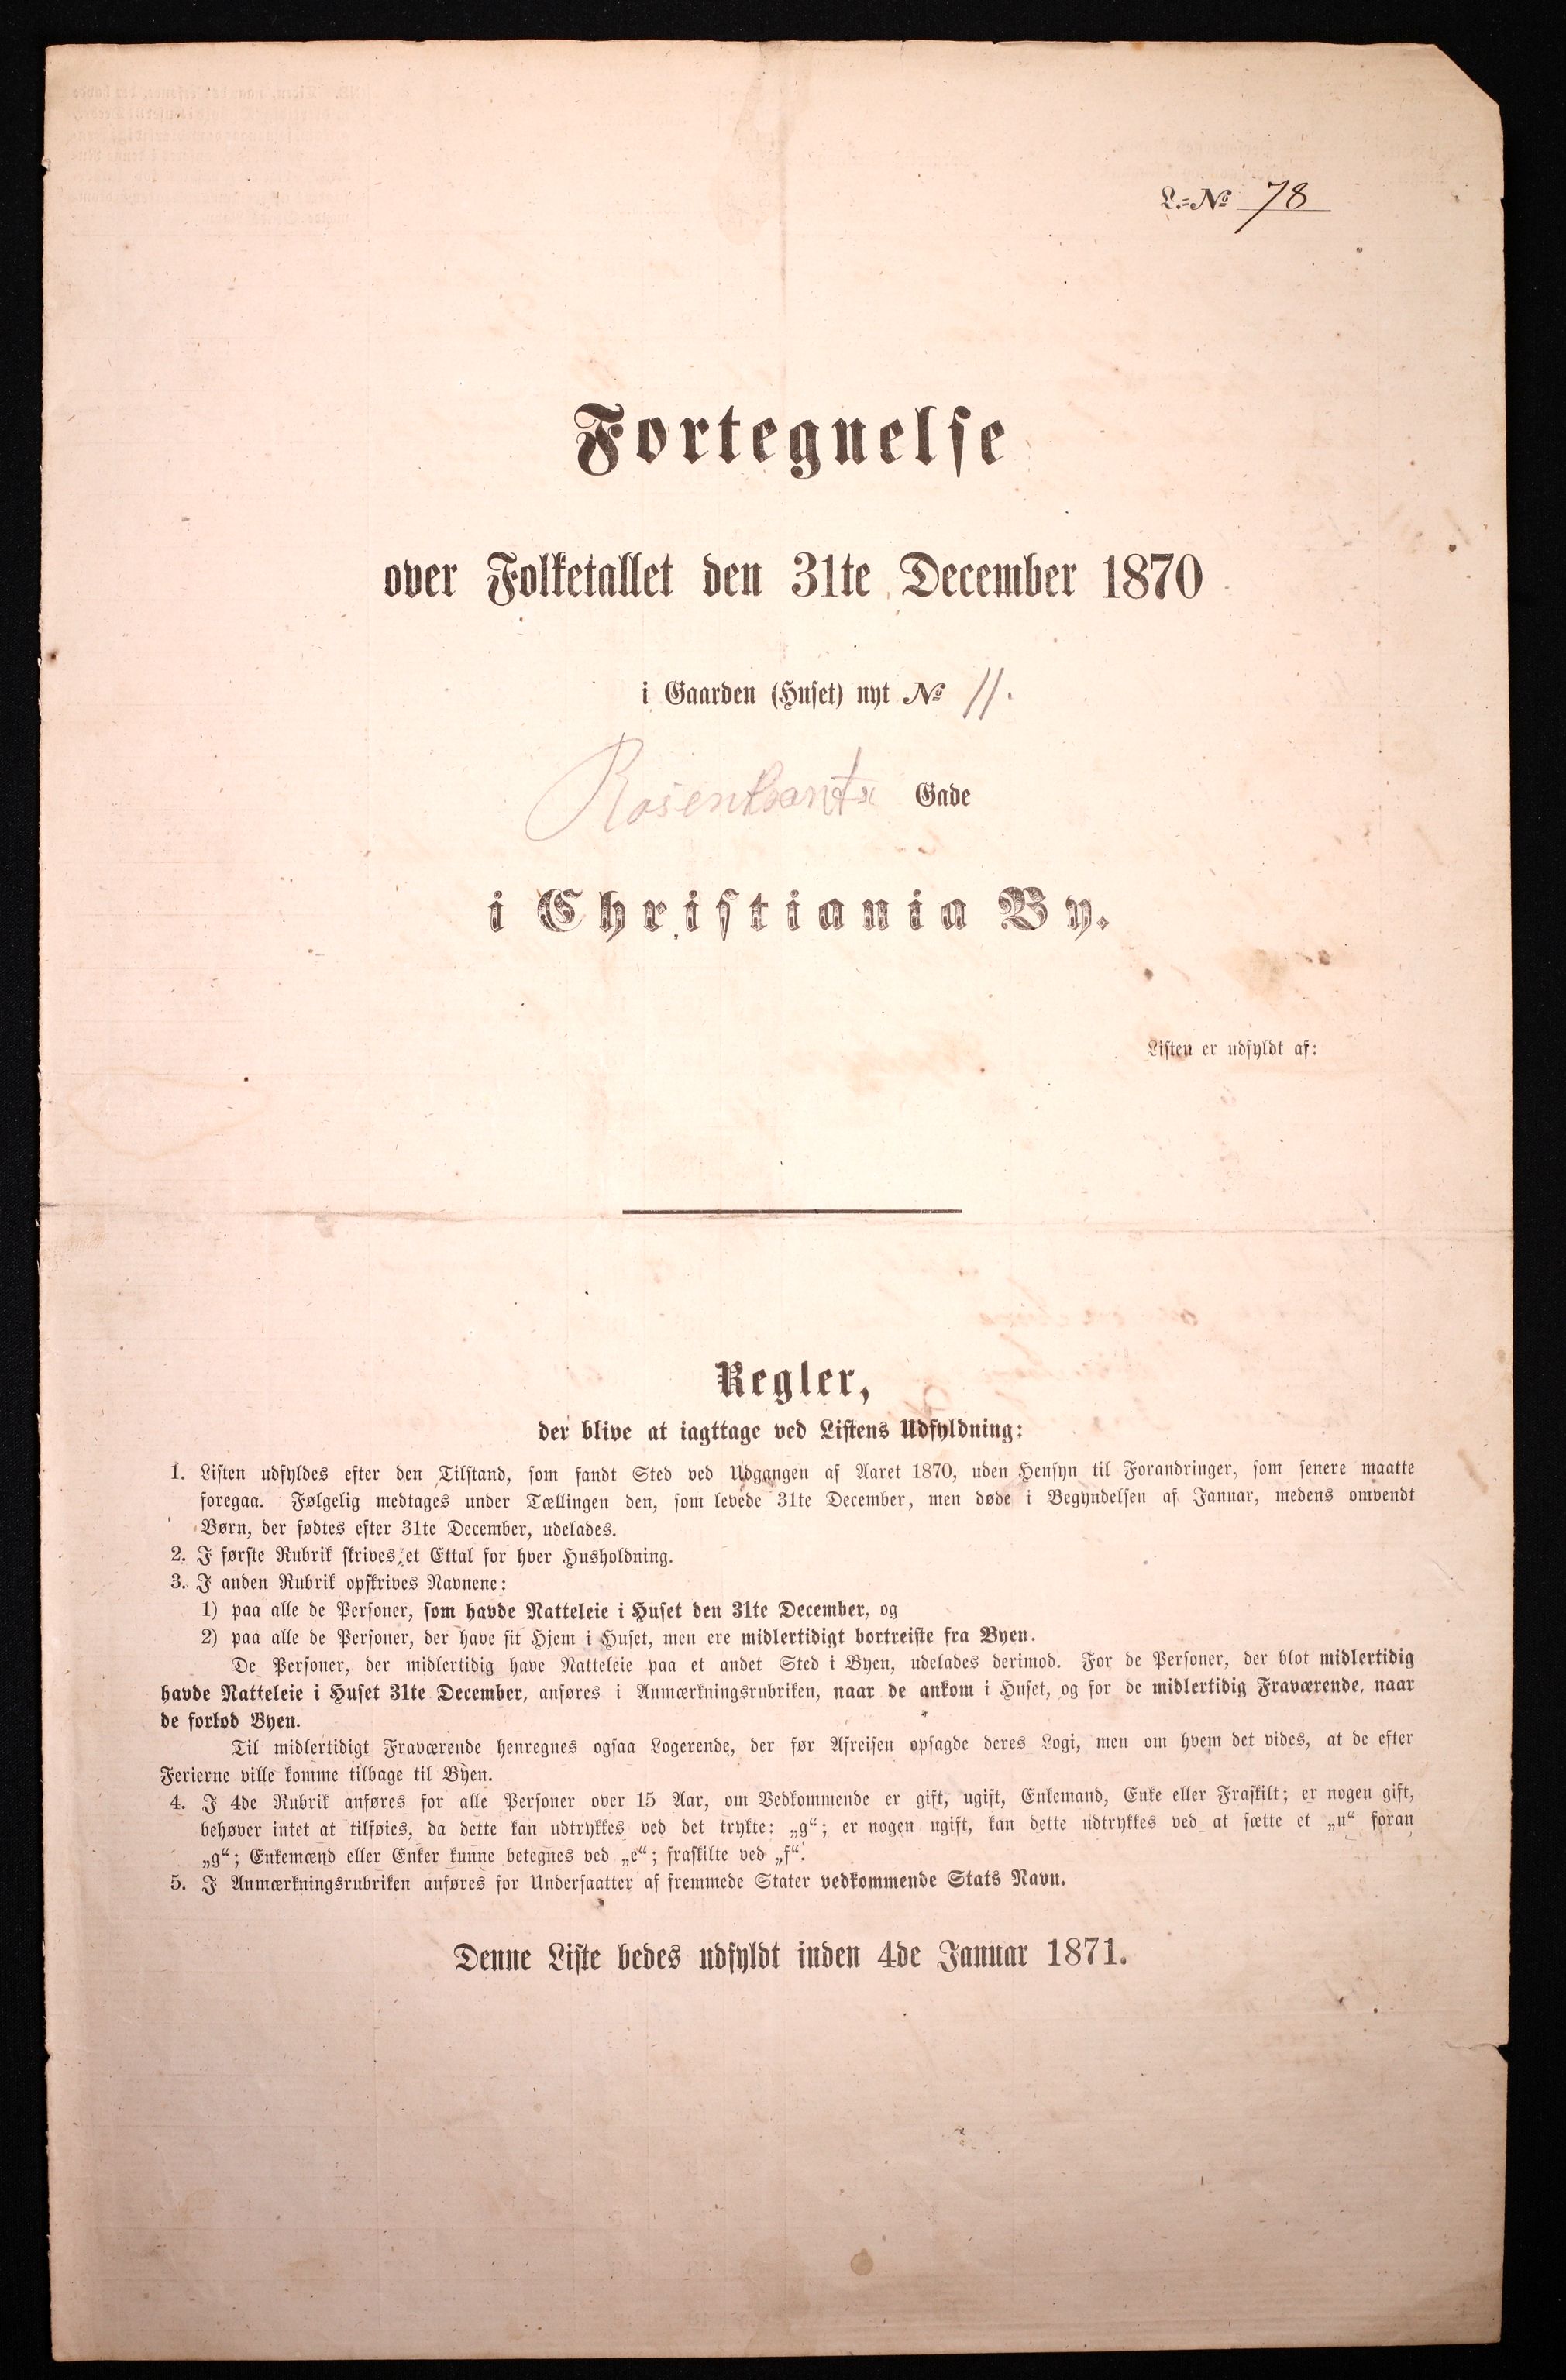 L.=№ 78
Fortegnelse
over Folketallet den 31te December 1870
i Gaarden (Huset) nyt № 11.
Rosenkrantz Gade
i Christiania By.
Listen er udfyldt af:
Regler,
der blive at iagttage ved Listens Udfyldning:
1. Listen udfyldes efter den Tilstand, som fandt Sted ved Udgangen af Aaret 1870, uden Hensyn til Forandringer, som senere maatte
foregaa. Følgelig medtages under Tællingen den, som levede 31te December, men døde i Begyndelsen af Januar, medens omvendt
Børn, der fødtes efter 31te December, udelades.
2. I første Rubrik skrives et Ettal for hver Husholdning.
3. I anden Rubrik opskrives Navnene:
1) paa alle de Personer, som havde Natteleie i Huset den 31te December, og
2) paa alle de Personer, der have sit Hjem i Huset, men ere midlertidigt bortreiste fra Byen.
De Personer, der midlertidig have Natteleie paa et andet Sted i Byen, udelades derimod. For de Personer, der blot midlertidig
havde Natteleie i Huset 31te December, anføres i Anmærkningsrubriken, naar de ankom i Huset, og for de midlertidig Fraværende, naar
de forlod Byen.
Til midlertidigt Fraværende henregnes ogsaa Logerende, der før Afreisen opsagde deres Logi, men om hvem det vides, at de efter
Ferierne ville komme tilbage til Byen.
4. I 4de Rubrik anføres for alle Personer over 15 Aar, om Vedkommende er gift, ugift, Enkemand, Enke eller Fraskilt; er nogen gift,
behøver intet at tilføies, da dette kan udtrykkes ved det trykte: „g“; er nogen ugift, kan dette udtrykkes ved at sætte et „u“ foran
„g“; Enkemænd eller Enker kunne betegnes ved „e“; fraskilte ved „f“.
5. I Anmærkningsrubriken anføres for Undersaatter af fremmede Stater vedkommende Stats Navn.
Denne Liste bedes udfyldt inden 4de Januar 1871.